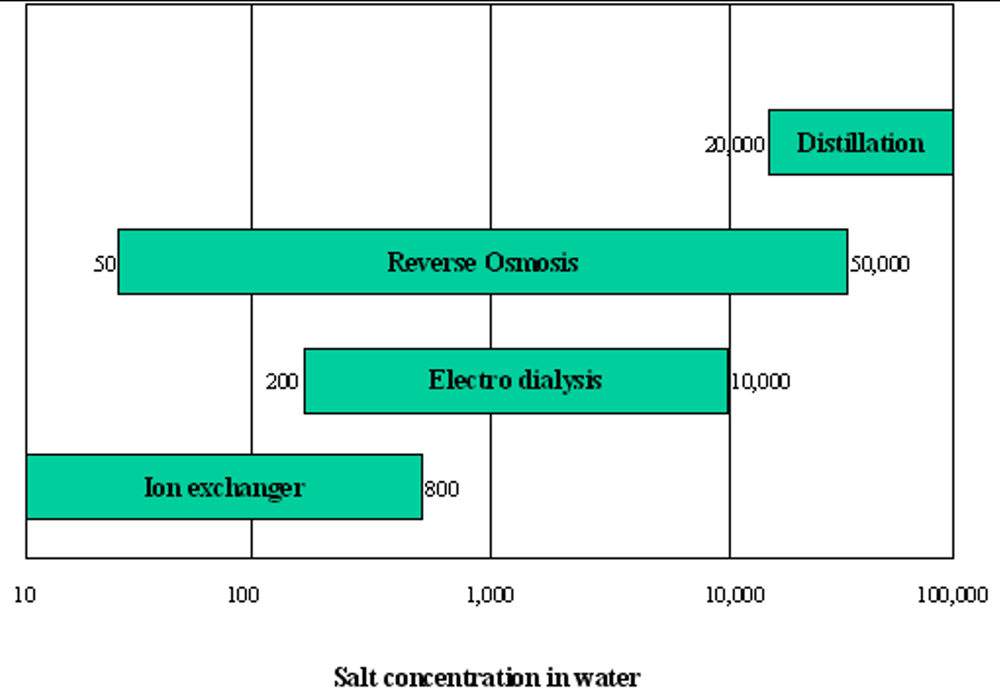 20,000 Distillation
50 Reverse Osmosis 50,000
200 Electro dialysis 10,000
Ion exchanger 800
10 100 1,000 10,000 100,000
Salt concentration in water